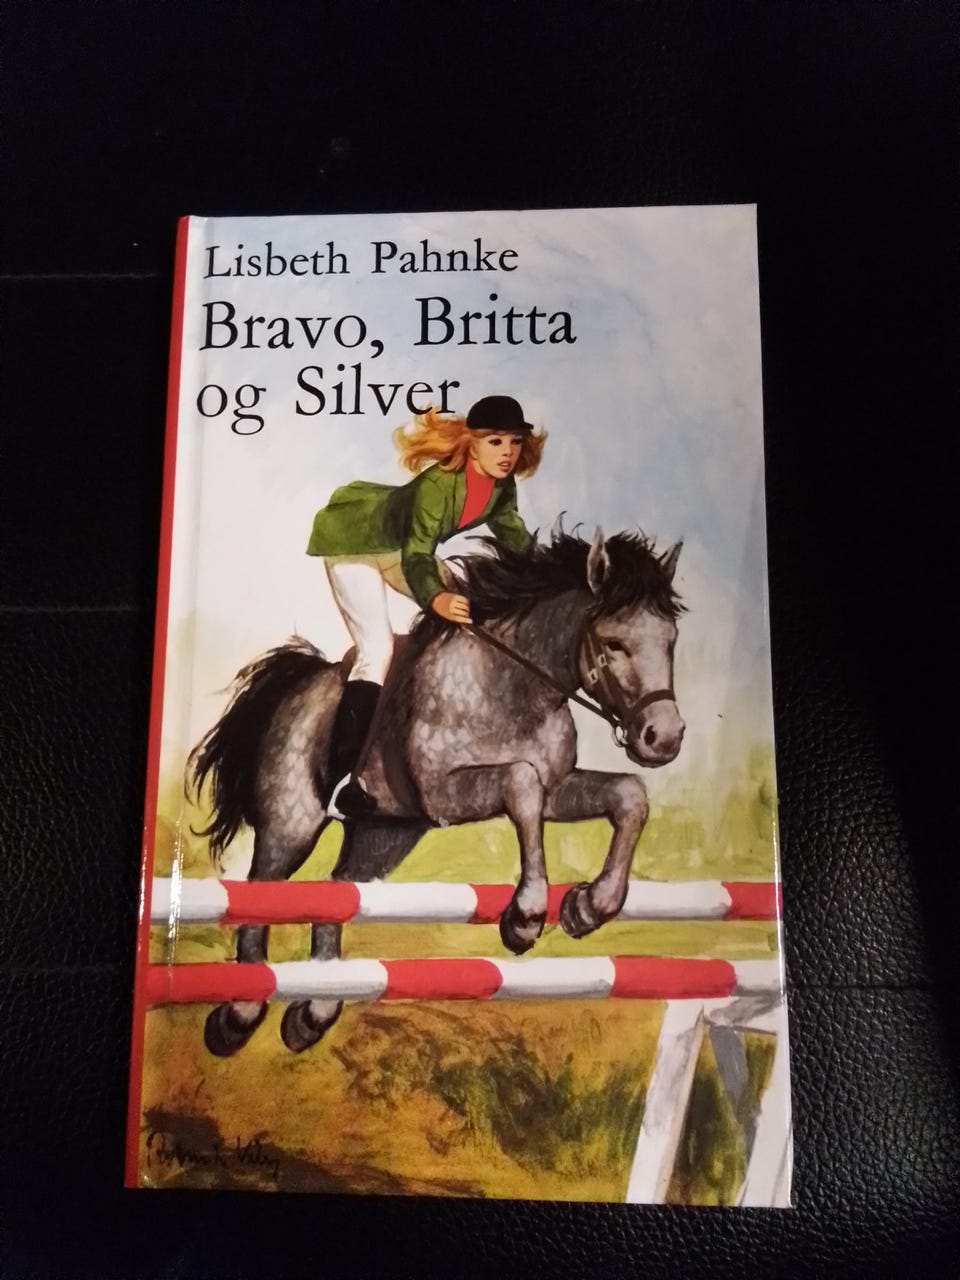 Lisbeth Pahnke
Bravo, Britta
og Silver